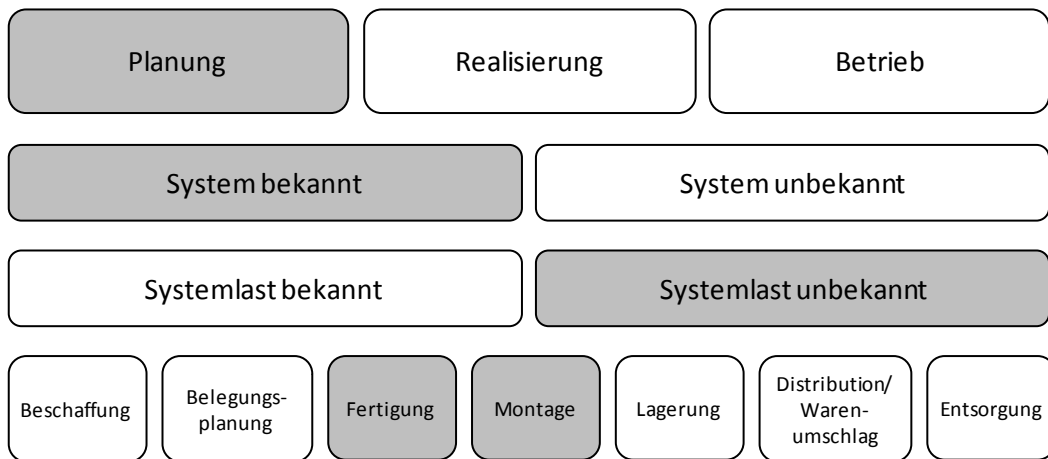 Planung
Realisierung
Betrieb
System bekannt
System unbekannt
Systemlast bekannt
Systemlast unbekannt
Beschaffung
Belegungs-
planung
Fertigung
Montage
Lagerung
Distribution/
Waren-
umschlag
Entsorgung